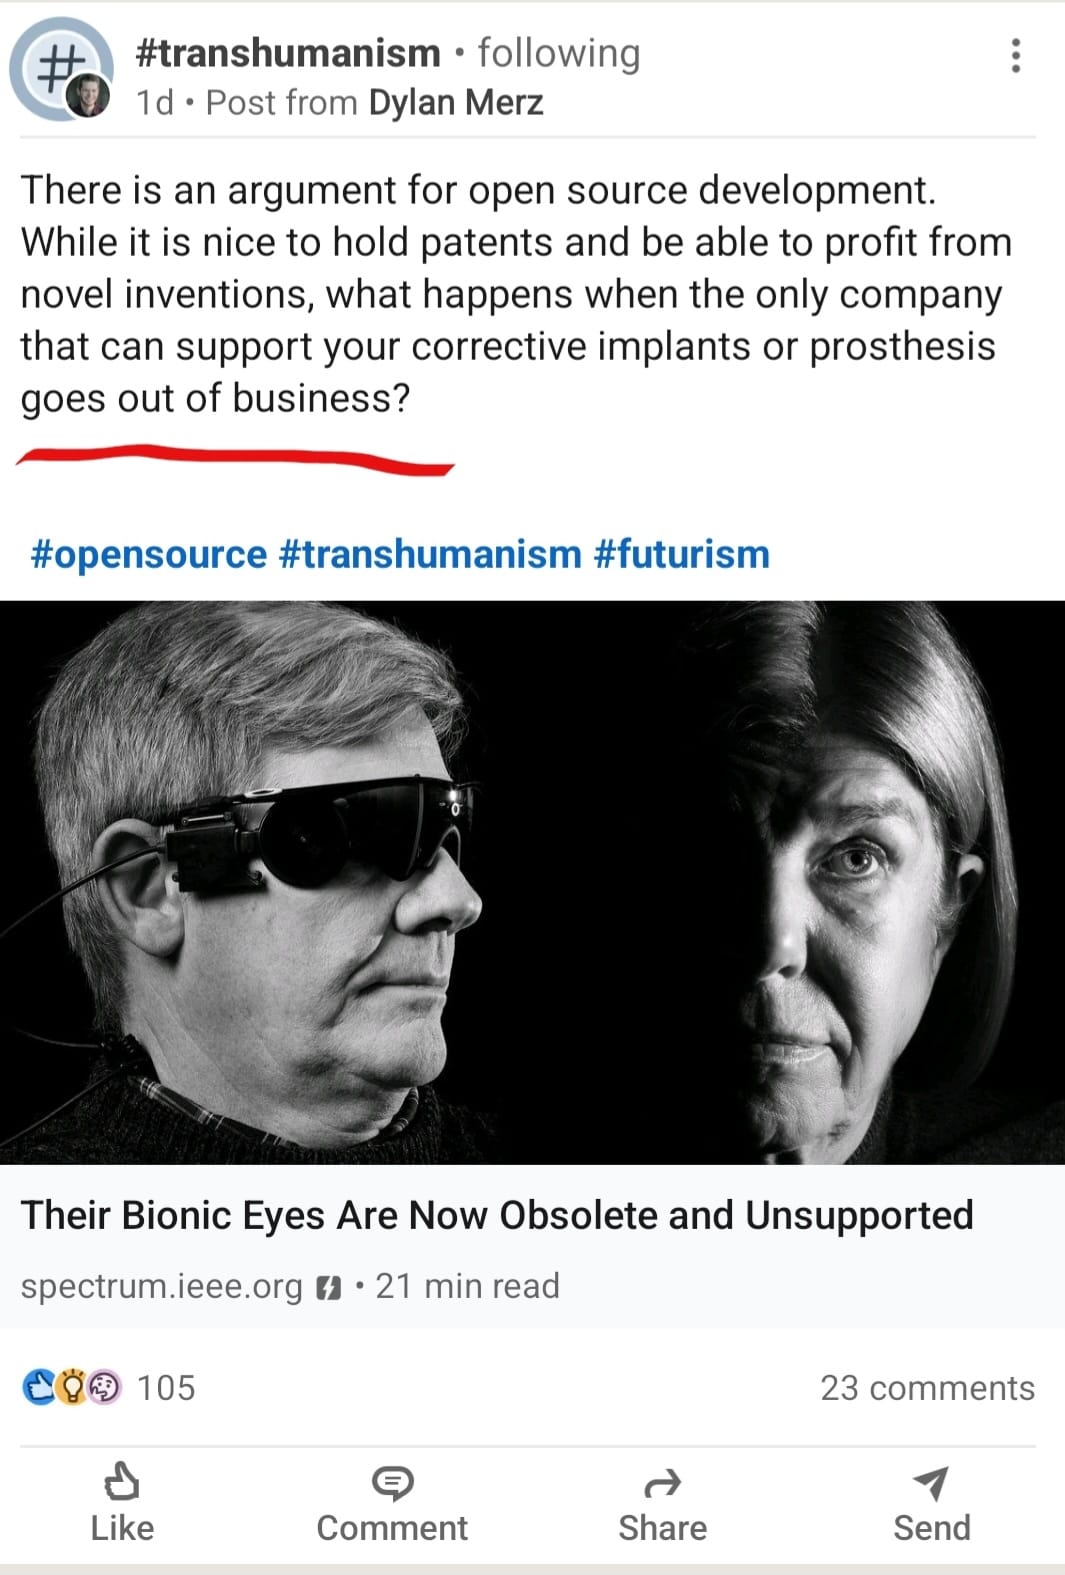 #transhumanism • following
1d • Post from Dylan Merz
There is an argument for open source development.
While it is nice to hold patents and be able to profit from
novel inventions, what happens when the only company
that can support your corrective implants or prosthesis
goes out of business?
#opensource #transhumanism #futurism
Their Bionic Eyes Are Now Obsolete and Unsupported
spectrum.ieee.org • 21 min read
105
23 comments
Like
Comment
Share
Send